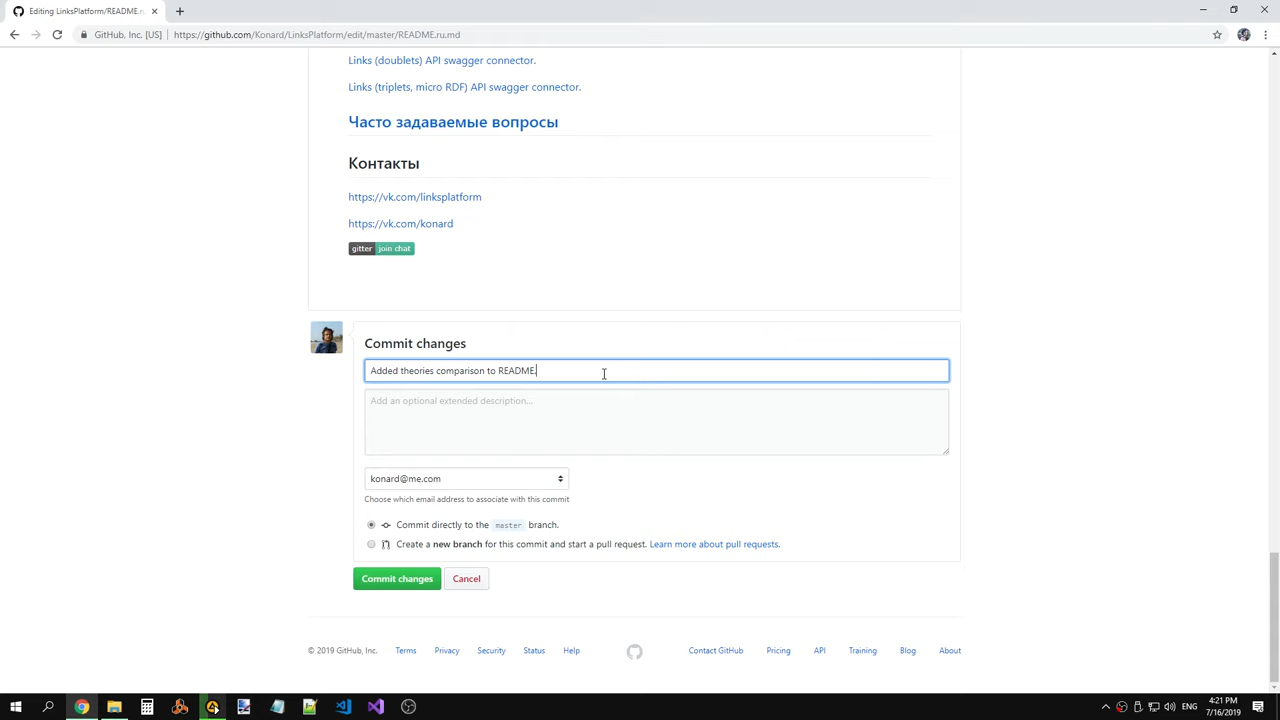 Editing LinksPlatform/README.ru
GitHub, Inc. [US]
https://github.com/Konard/LinksPlatform/edit/master/README.ru.md
Links (doublets) API swagger connector.
Links (triplets, micro RDF) API swagger connector.
Часто задаваемые вопросы
Контакты
https://vk.com/linksplatform
https://vk.com/konard
gitter join chat
Commit changes
Added theories comparison to README.
Add an optional extended description...
konard@me.com
Choose which email address to associate with this commit
Commit directly to the master branch.
Create a new branch for this commit and start a pull request. Learn more about pull requests.
Commit changes
Cancel
© 2019 GitHub, Inc. Terms Privacy Security Status Help Contact GitHub Pricing API Training Blog About
ENG
4:21 PM
7/16/2019